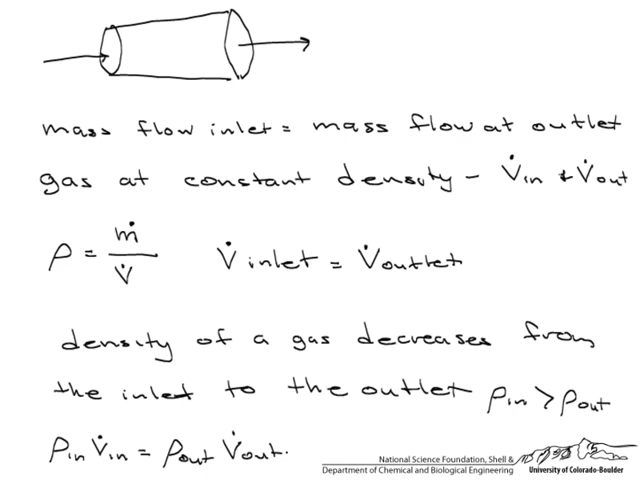 mass flow inlet = mass flow at outlet
gas at constant density - V̇in & V̇out
ρ = ṁ / V̇    V̇ inlet = V̇ outlet
density of a gas decreases from
the inlet to the outlet ρin > ρout
ρin V̇in = ρout V̇out.
National Science Foundation, Shell &
Department of Chemical and Biological Engineering
University of Colorado-Boulder